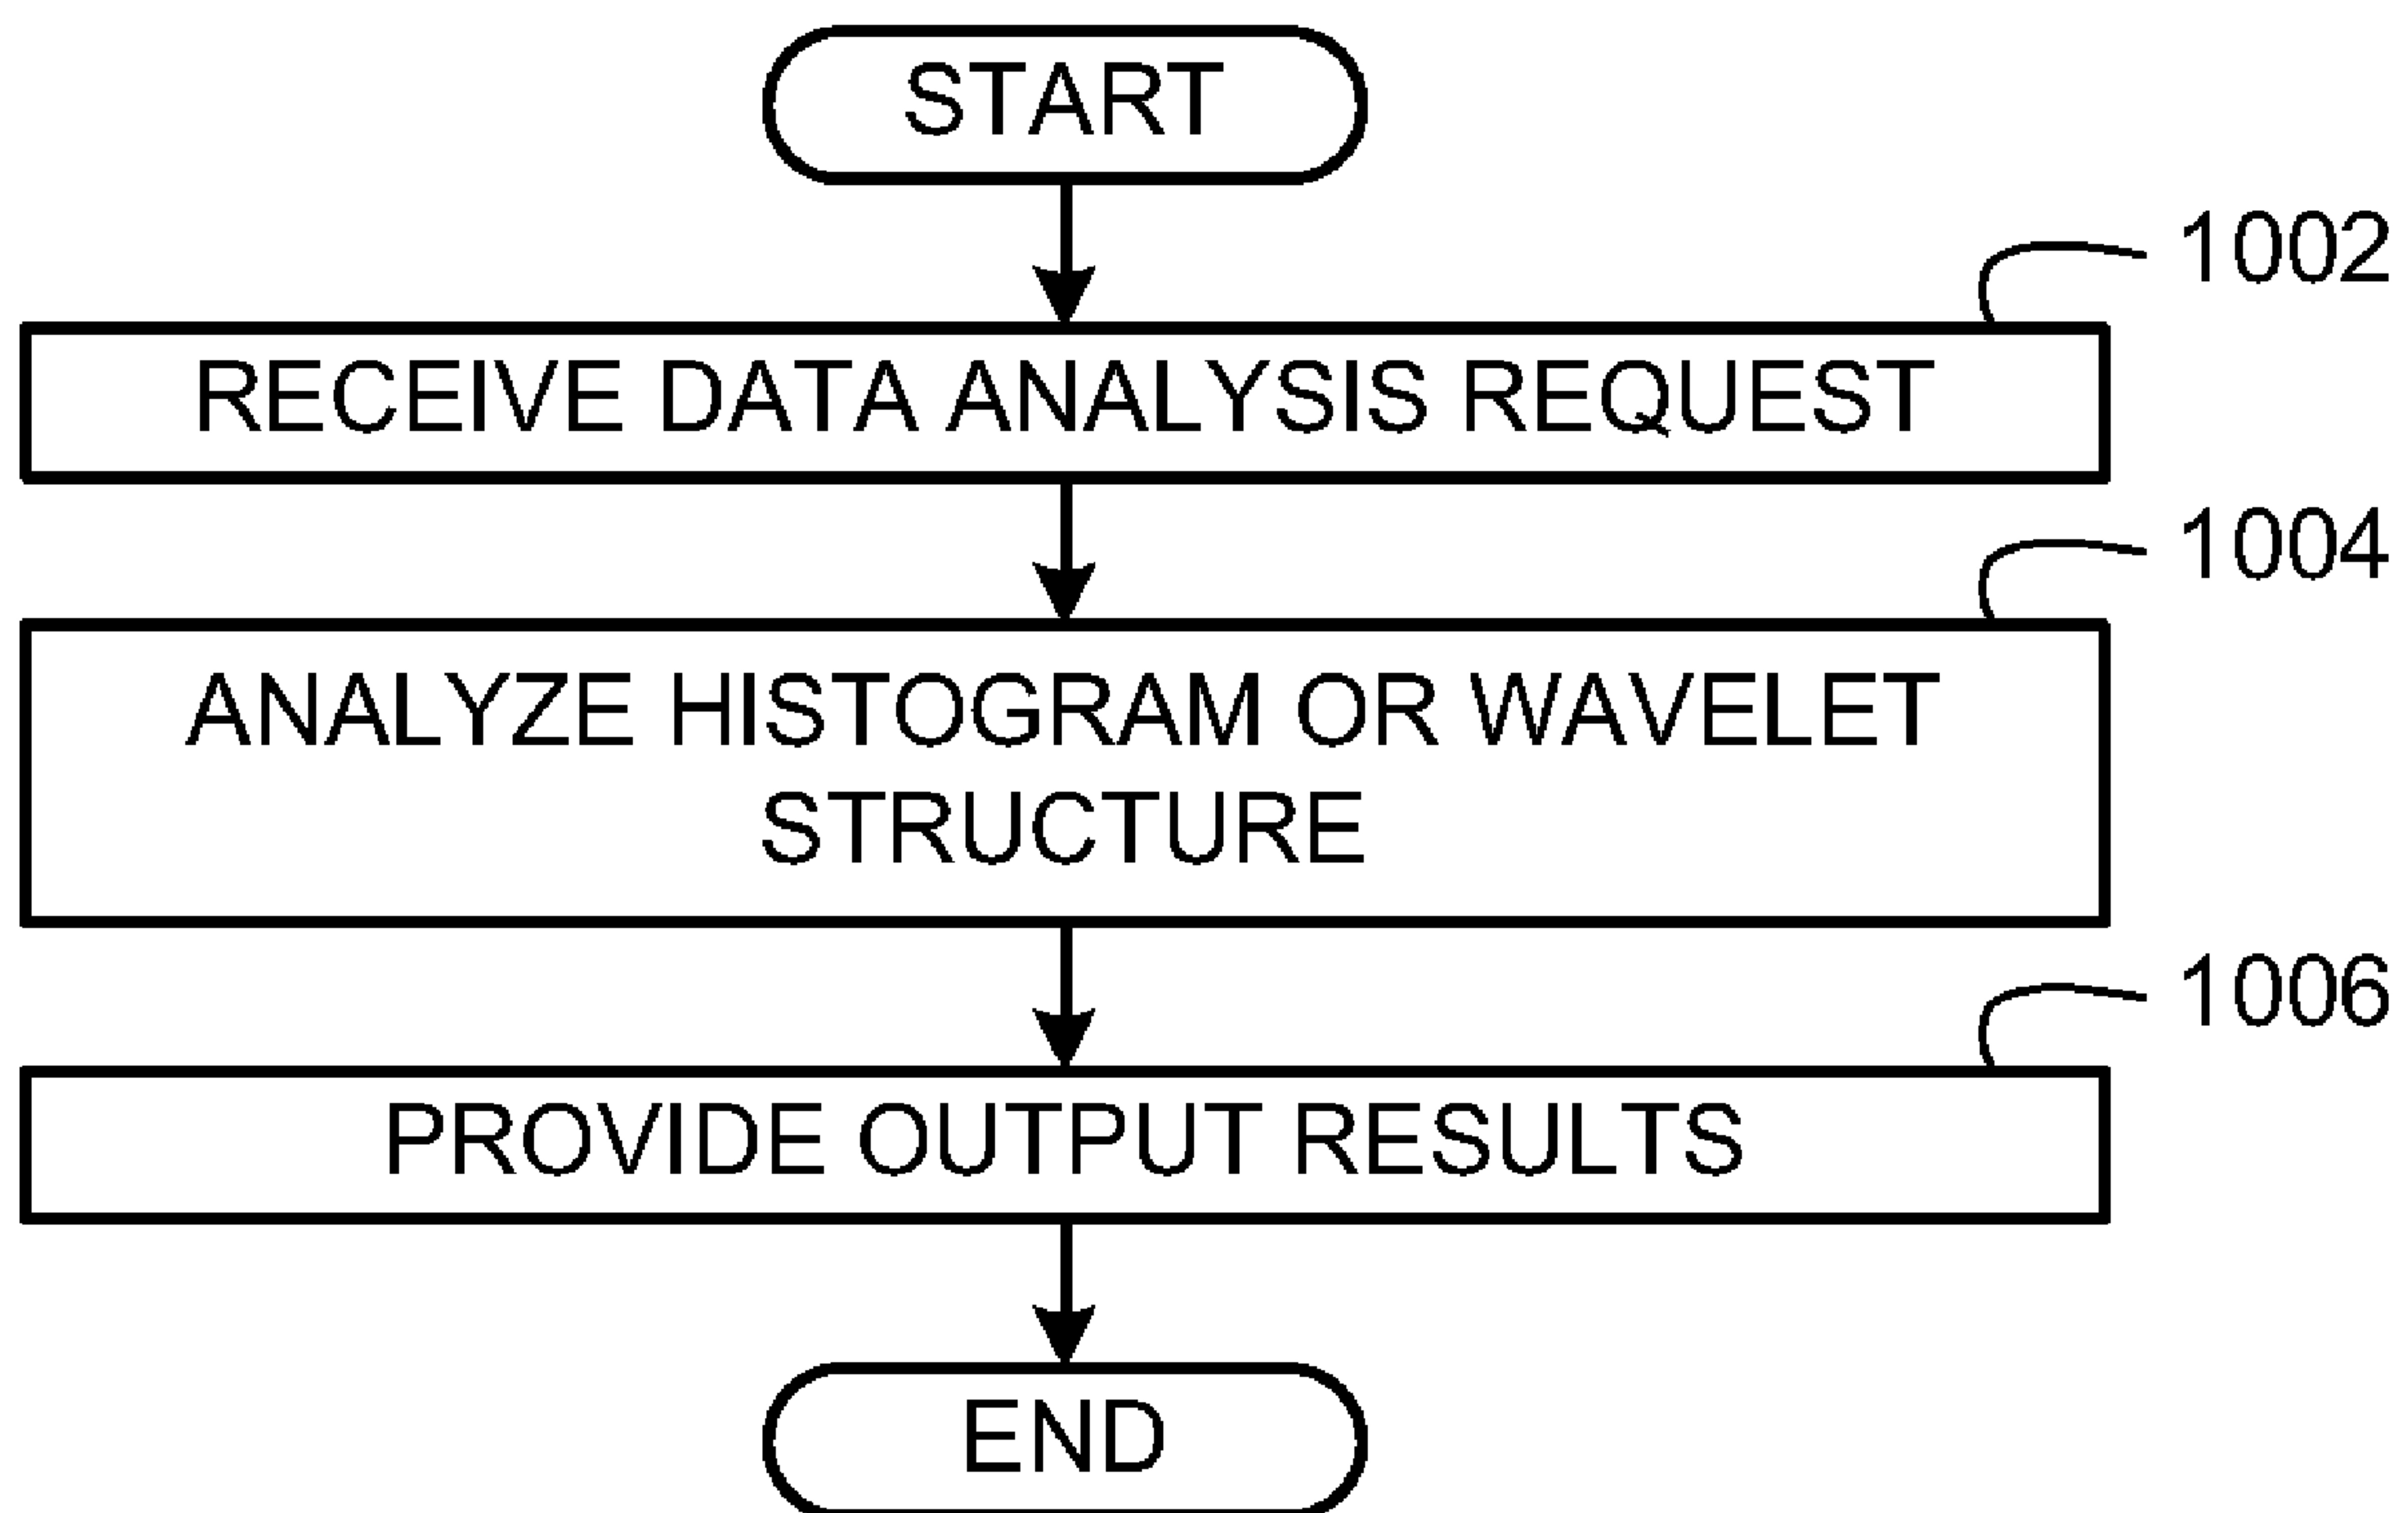 START
1002
RECEIVE DATA ANALYSIS REQUEST
1004
ANALYZE HISTOGRAM OR WAVELET
STRUCTURE
1006
PROVIDE OUTPUT RESULTS
END